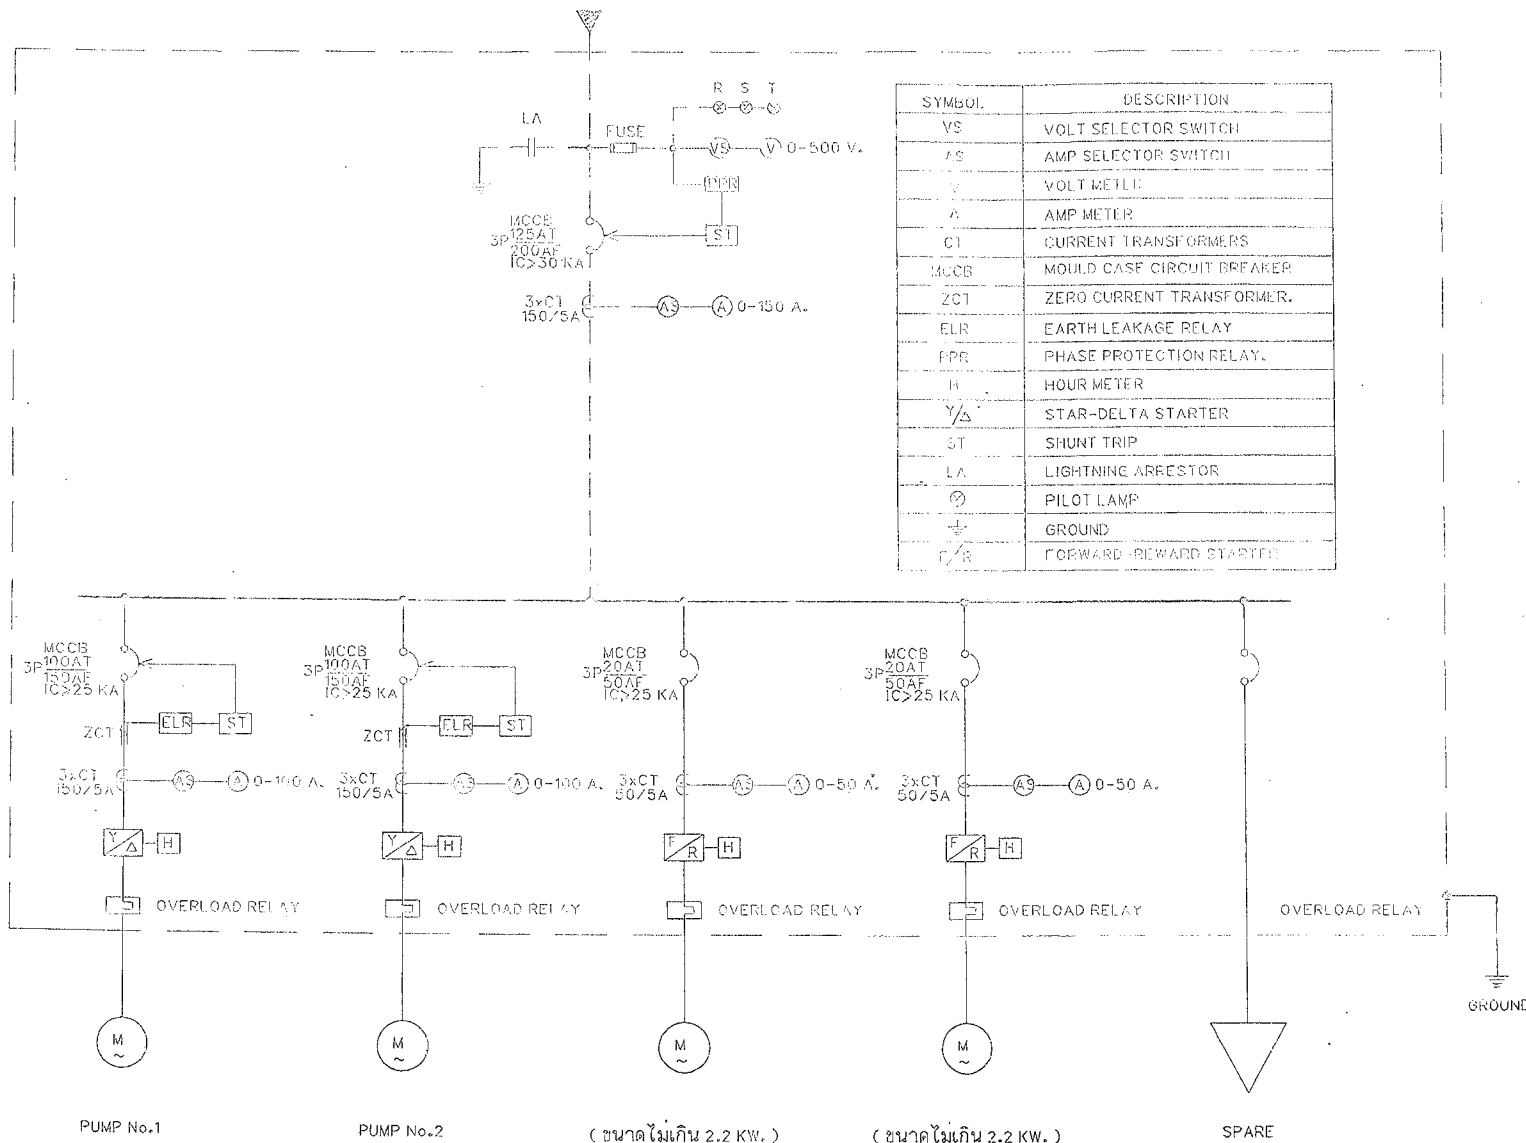 R S T
LA
FUSE
VS V 0-500 V.
PPR
MCCB
3P 125AT
200AF
IC>30 KA
ST
3xCT
150/5A
AS A 0-150 A.
SYMBOL DESCRIPTION
VS VOLT SELECTOR SWITCH
AS AMP SELECTOR SWITCH
V VOLT METER
A AMP METER
CT CURRENT TRANSFORMERS
MCCB MOULD CASE CIRCUIT BREAKER
ZCT ZERO CURRENT TRANSFORMER.
ELR EARTH LEAKAGE RELAY
PPR PHASE PROTECTION RELAY.
H HOUR METER
Y/△ STAR-DELTA STARTER
ST SHUNT TRIP
LA LIGHTNING ARRESTOR
PILOT LAMP
GROUND
F/R FORWARD-REWARD STARTER
MCCB
3P 100AT
150AF
IC>25 KA
ELR ST
ZCT
3xCT
150/5A
AS A 0-100 A.
Y/△ H
OVERLOAD RELAY
M
~
PUMP No.1
MCCB
3P 100AT
150AF
IC>25 KA
ELR ST
ZCT
3xCT
150/5A
AS A 0-100 A.
Y/△ H
OVERLOAD RELAY
M
~
PUMP No.2
MCCB
3P 20AT
50AF
IC>25 KA
3xCT
50/5A
AS A 0-50 A.
F/R H
OVERLOAD RELAY
M
~
( ขนาดไม่เกิน 2.2 KW. )
MCCB
3P 20AT
50AF
IC>25 KA
3xCT
50/5A
AS A 0-50 A.
F/R H
OVERLOAD RELAY
M
~
( ขนาดไม่เกิน 2.2 KW. )
OVERLOAD RELAY
SPARE
GROUND